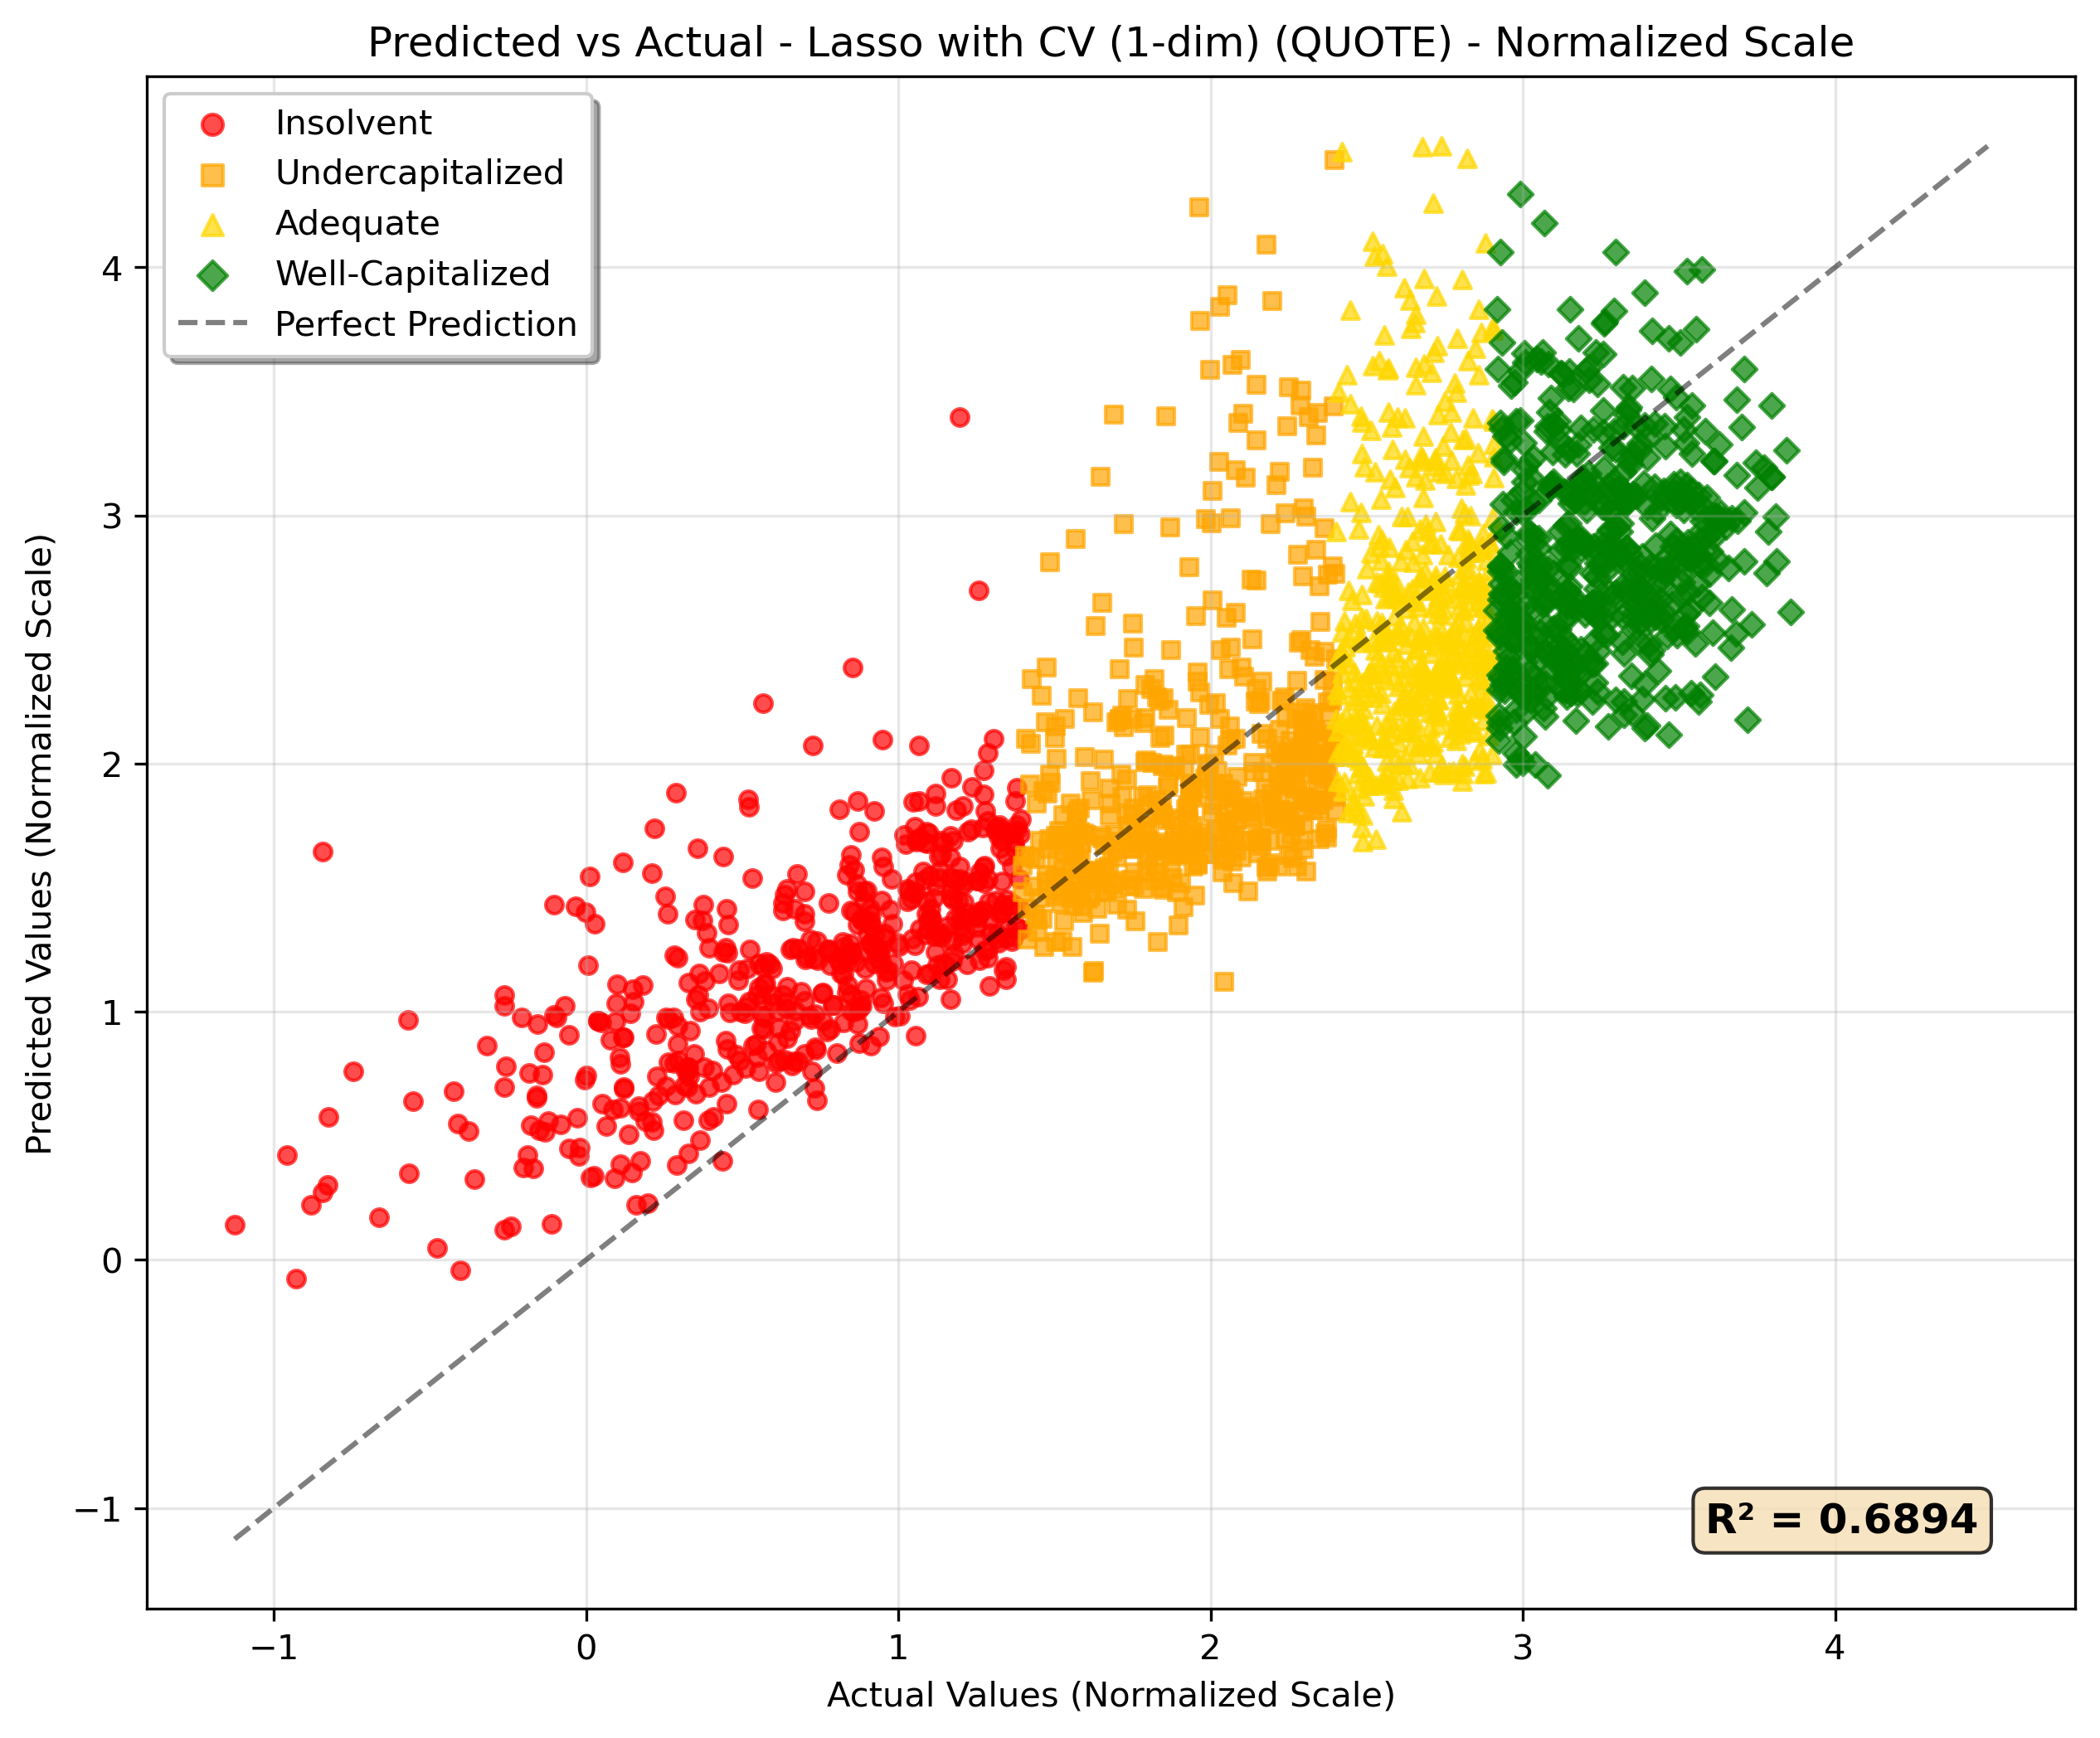 Predicted vs Actual - Lasso with CV (1-dim) (QUOTE) - Normalized Scale
Insolvent
Undercapitalized
Adequate
Well-Capitalized
Perfect Prediction
Predicted Values (Normalized Scale)
4
3
2
1
0
−1
R² = 0.6894
−1 0 1 2 3 4
Actual Values (Normalized Scale)